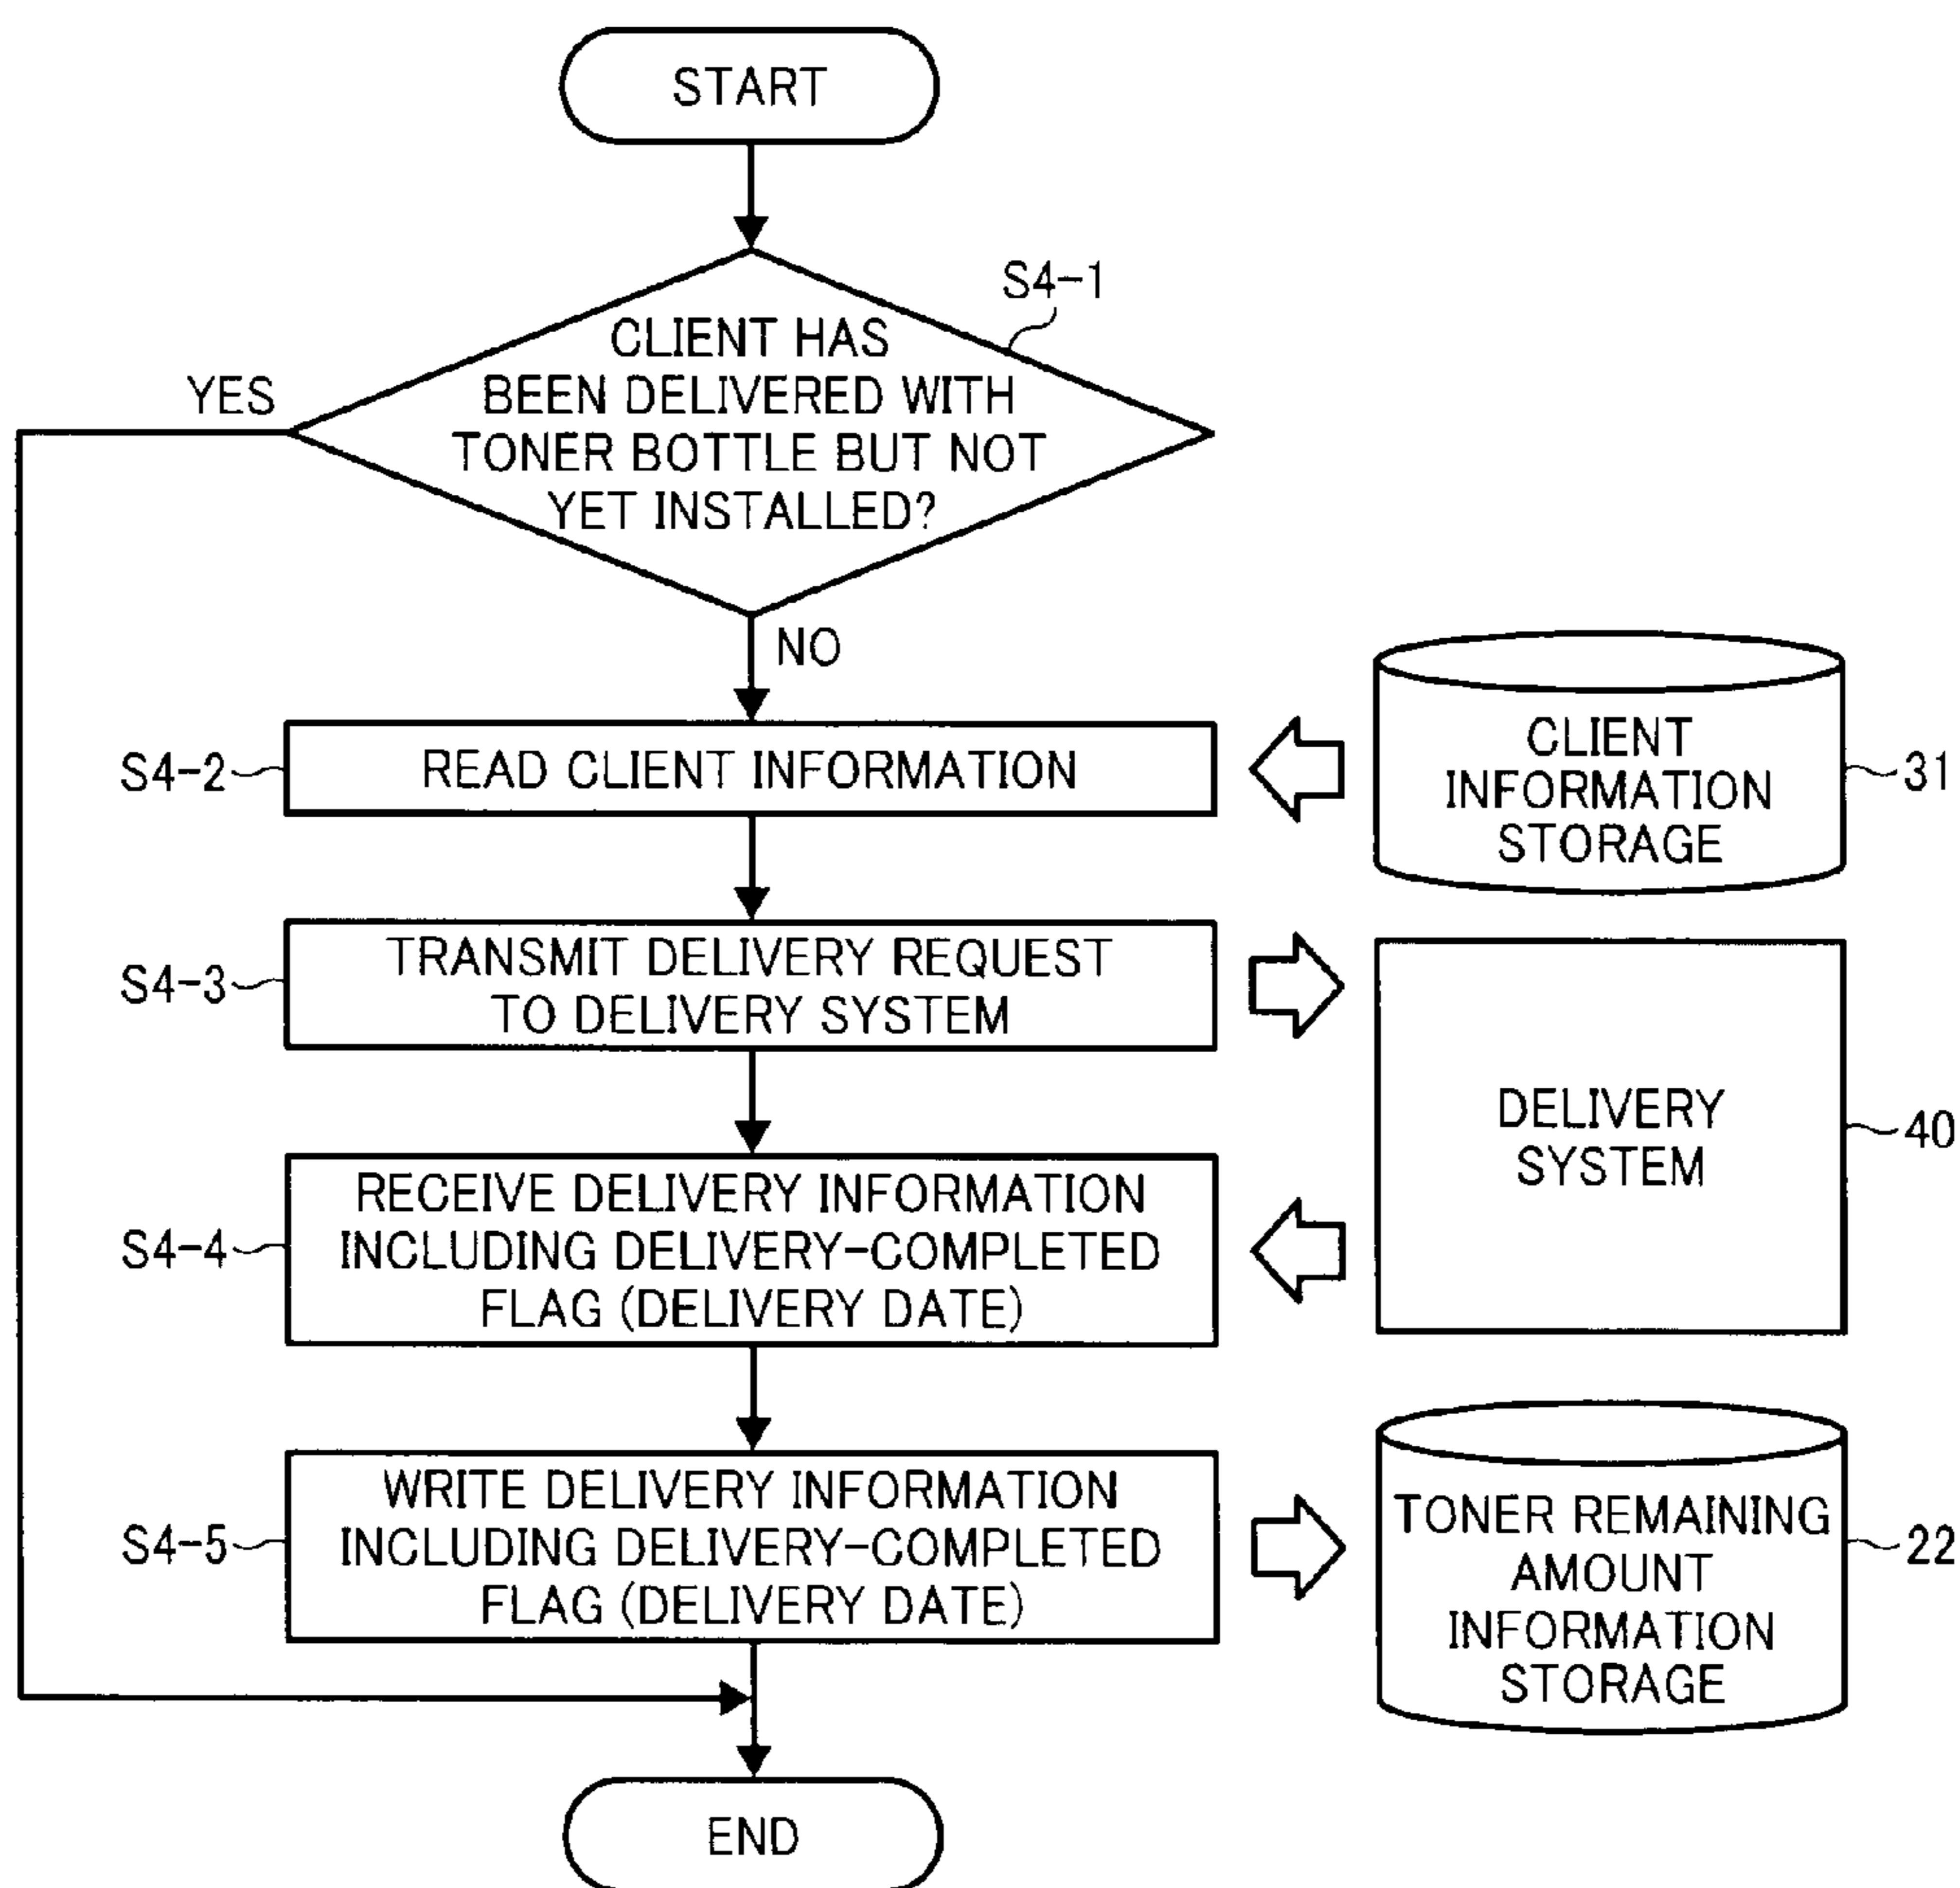 START
S4-1
CLIENT HAS
BEEN DELIVERED WITH
TONER BOTTLE BUT NOT
YET INSTALLED?
YES
NO
S4-2
READ CLIENT INFORMATION
CLIENT
INFORMATION
STORAGE
31
S4-3
TRANSMIT DELIVERY REQUEST
TO DELIVERY SYSTEM
DELIVERY
SYSTEM
40
S4-4
RECEIVE DELIVERY INFORMATION
INCLUDING DELIVERY-COMPLETED
FLAG (DELIVERY DATE)
S4-5
WRITE DELIVERY INFORMATION
INCLUDING DELIVERY-COMPLETED
FLAG (DELIVERY DATE)
TONER REMAINING
AMOUNT
INFORMATION
STORAGE
22
END